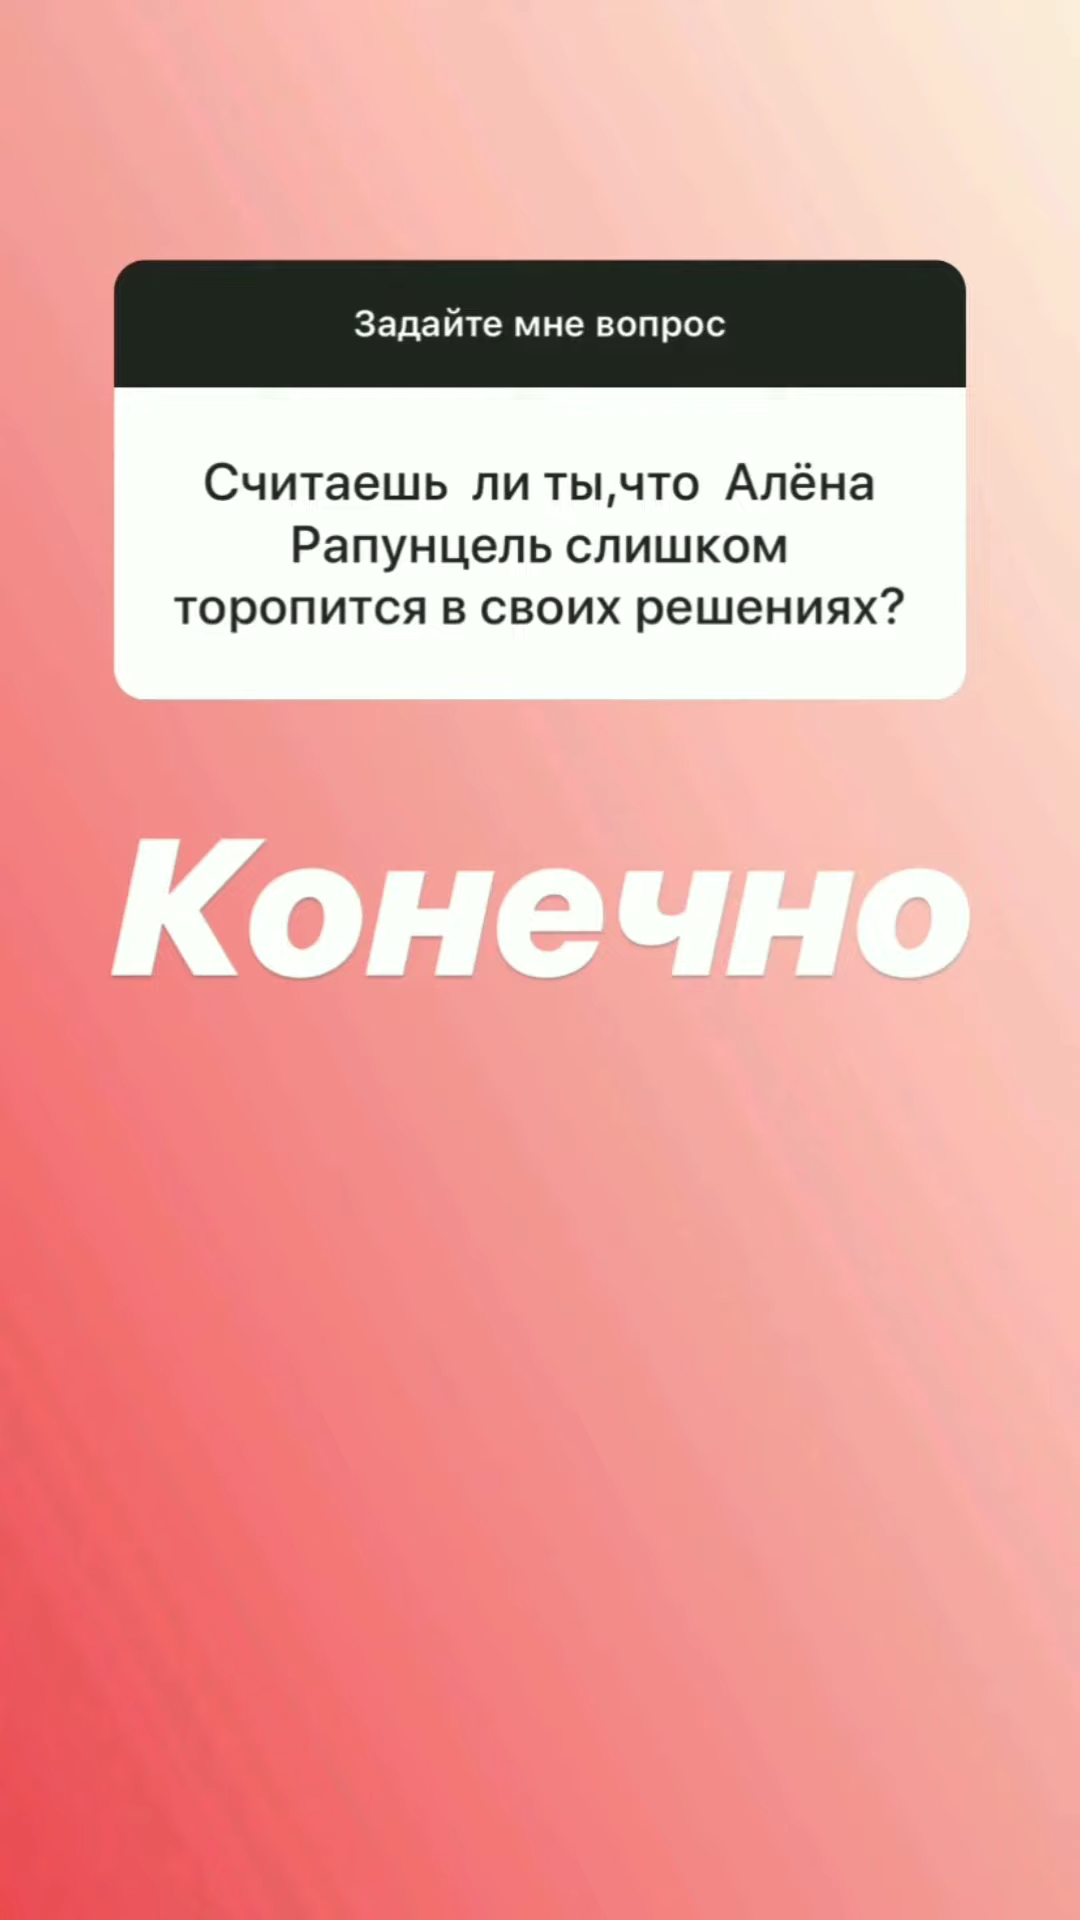 Задайте мне вопрос
Считаешь  ли ты,что  Алёна
Рапунцель слишком
торопится в своих решениях?
Конечно